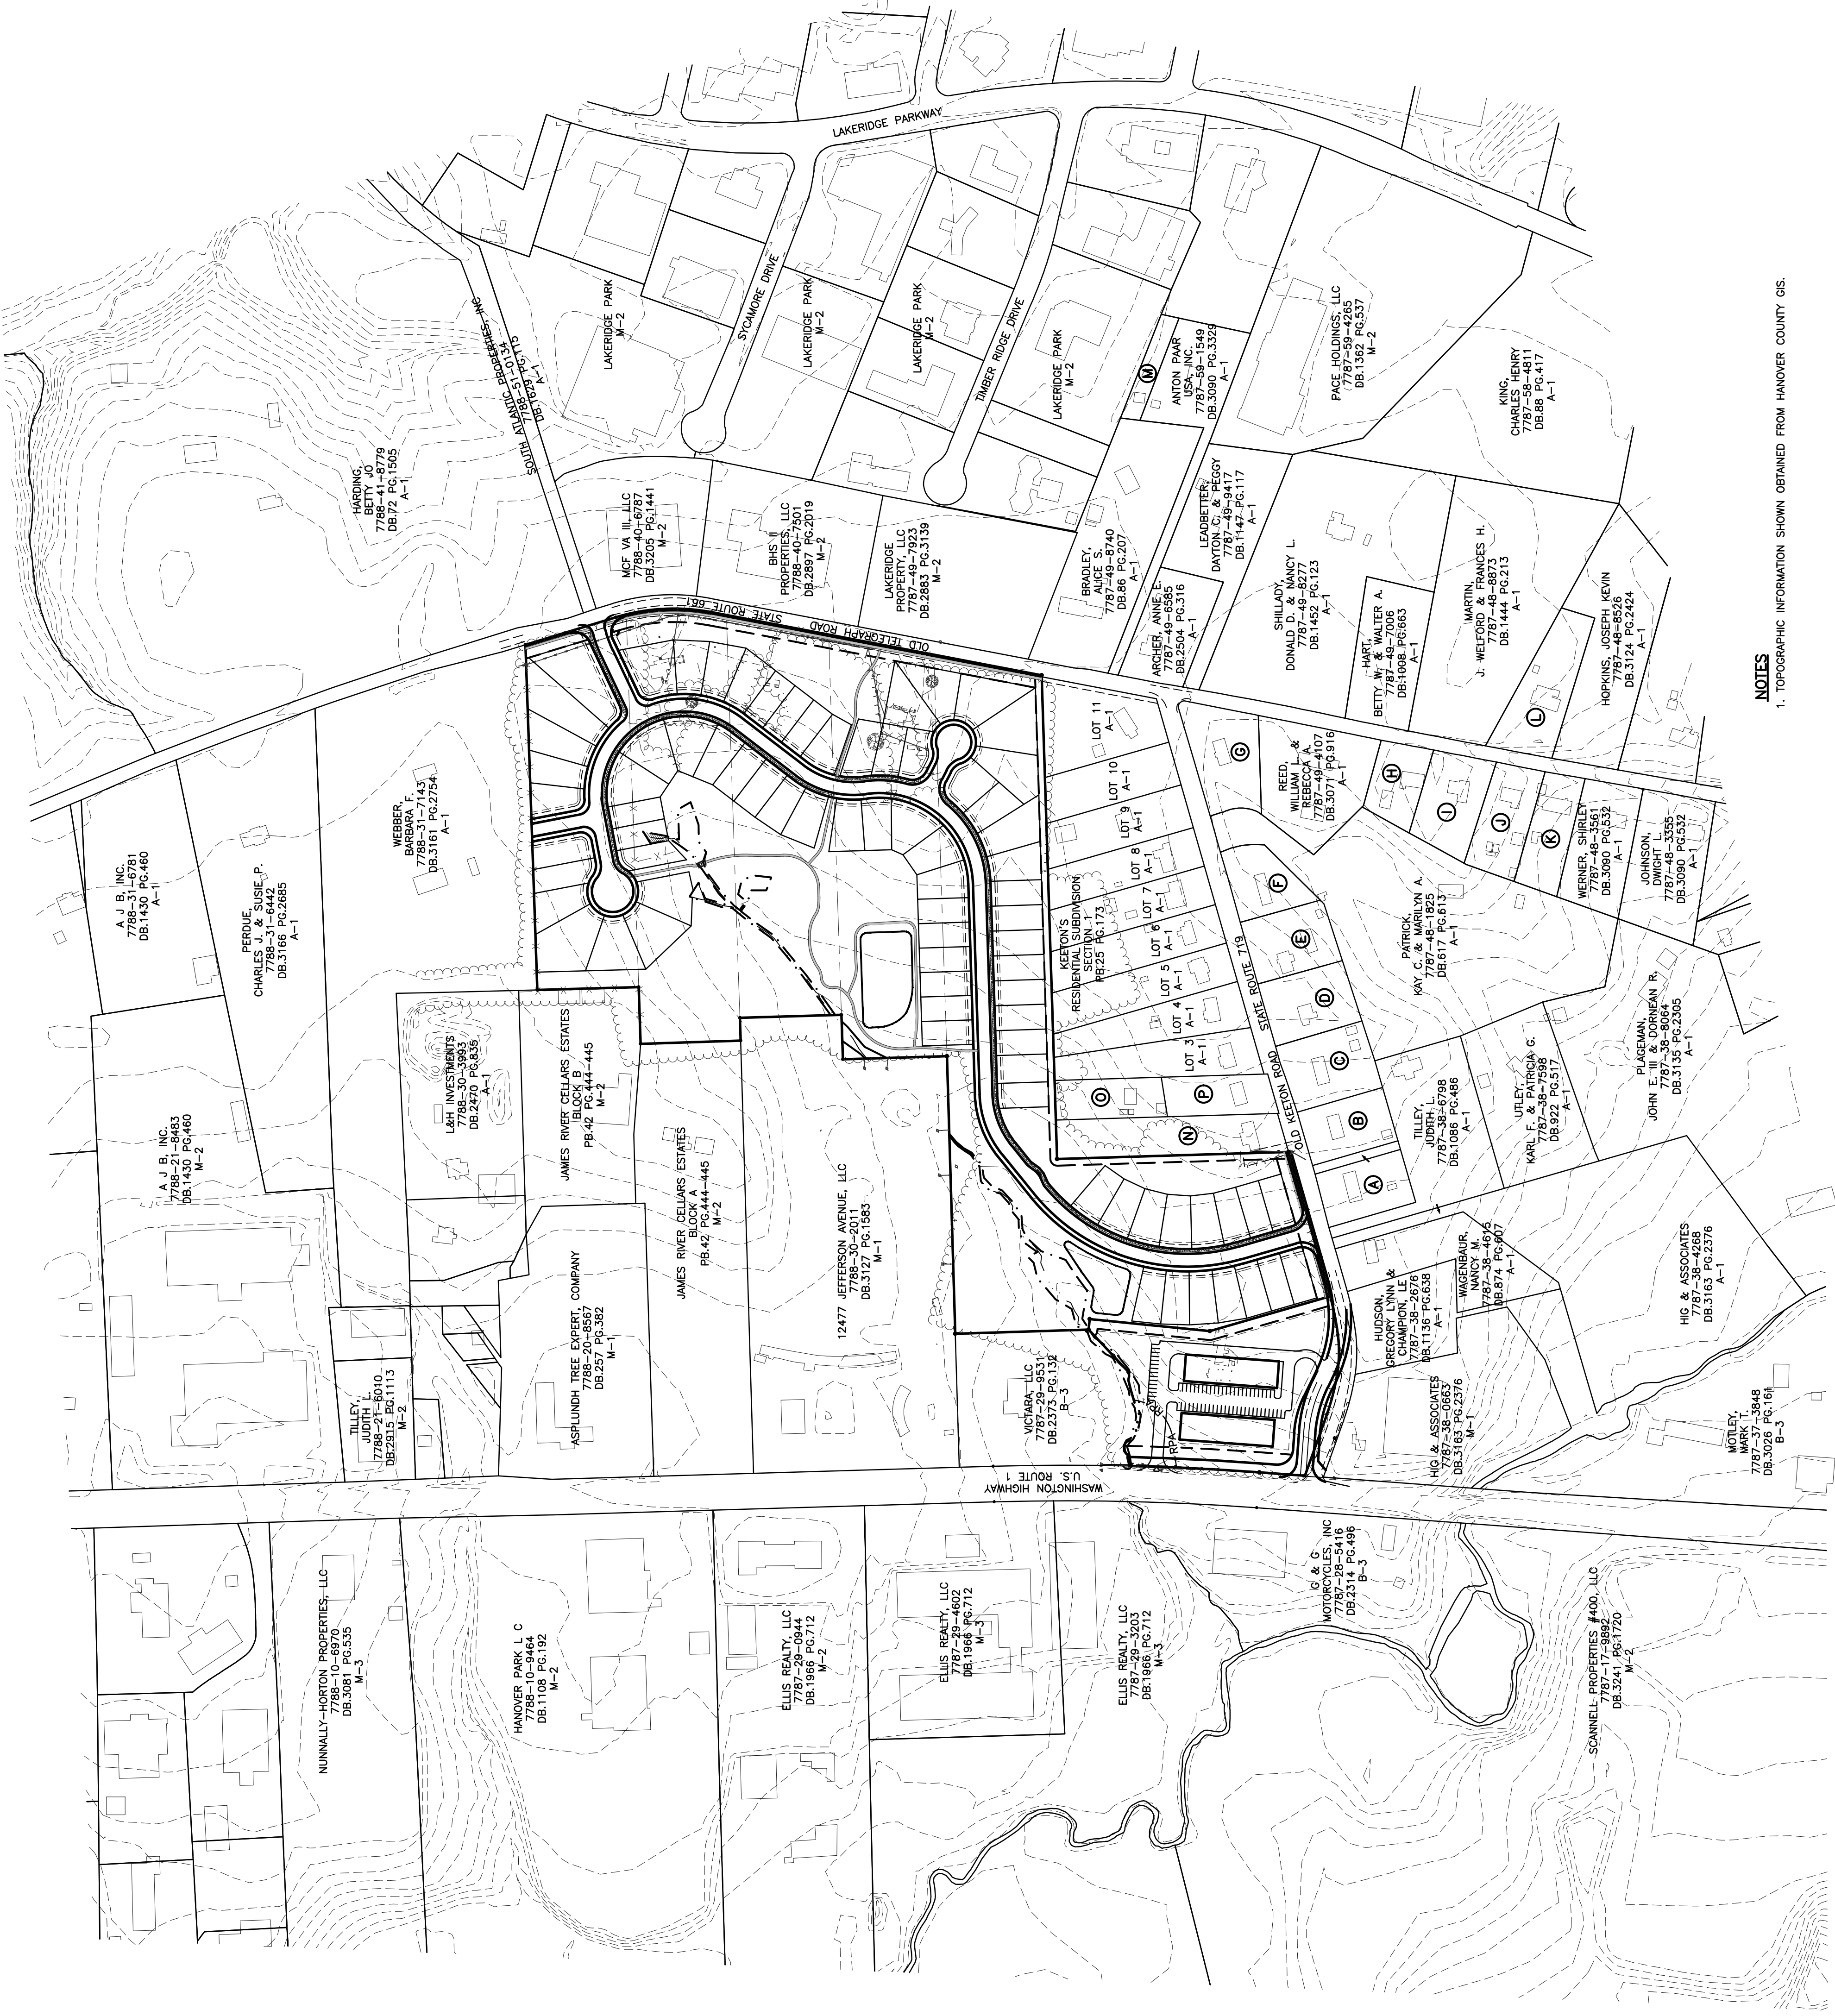 LAKERIDGE PARKWAY
SYCAMORE DRIVE
TIMBER RIDGE DRIVE
LAKERIDGE PARK
M-2
LAKERIDGE PARK
M-2
LAKERIDGE PARK
M-2
LAKERIDGE PARK
M-2
SOUTH ATLANTIC PROPERTIES, INC
7788-51-0134
DB.1629 PG.715
A-1
HARDING,
BETTY JO
7788-41-8779
DB.72 PG.1505
A-1
MCF VA III, LLC
7788-40-6787
DB.3205 PG.1441
M-2
BHS II
PROPERTIES, LLC
7788-40-7501
DB.2897 PG.2019
M-2
LAKERIDGE
PROPERTY, LLC
7787-49-7923
DB.2883 PG.3139
M-2
BRADLEY,
ALICE S.
7787-49-8740
DB.86 PG.207
A-1
M
ANTON PAAR
USA, INC.
7787-59-1549
DB.3090 PG.3329
A-1
PACE HOLDINGS, LLC
7787-59-4265
DB.1362 PG.537
M-2
KING,
CHARLES HENRY
7787-58-4811
DB.88 PG.417
A-1
ARCHER, ANNE L.
7787-49-6585
DB.2504 PG.316
A-1
LEADBETTER,
DAYTON C. & PEGGY
7787-49-9417
DB.1147 PG.117
A-1
SHILLADY,
DONALD D. & NANCY L.
7787-49-8277
DB.1452 PG.123
A-1
HART,
BETTY W. & WALTER A.
7787-49-7006
DB.1008 PG.663
A-1
MARTIN,
J. WELFORD & FRANCES H.
7787-48-8873
DB.1444 PG.213
A-1
L
HOPKINS, JOSEPH KEVIN
7787-48-8526
DB.3124 PG.2424
A-1
OLD TELEGRAPH ROAD
STATE ROUTE 661
A J B, INC.
7788-31-6781
DB.1430 PG.460
A-1
PERDUE,
CHARLES J. & SUSIE P.
7788-31-6442
DB.3166 PG.2685
A-1
WEBBER,
BARBARA F.
7788-31-7143
DB.3161 PG.2754
A-1
A J B, INC.
7788-21-8483
DB.1430 PG.460
M-2
L&H INVESTMENTS
7788-30-3993
DB.2470 PG.835
A-1
JAMES RIVER CELLARS ESTATES
BLOCK B
PB.42 PG.444-445
M-2
JAMES RIVER CELLARS ESTATES
BLOCK A
PB.42 PG.444-445
M-2
12477 JEFFERSON AVENUE, LLC
7788-30-2011
DB.3127 PG.1583
M-1
TILLEY,
JUDITH L.
7788-21-6010
DB.2915 PG.1113
M-2
ASPLUNDH TREE EXPERT, COMPANY
7788-20-8567
DB.257 PG.382
M-1
VICTARA, LLC
7787-29-9531
DB.2373 PG.132
B-3
RPA
RPA
KEETON'S
RESIDENTIAL SUBDIVISION
SECTION 1
PB.25 PG.173
LOT 11
A-1
LOT 10
A-1
LOT 9
A-1
LOT 8
A-1
LOT 7
A-1
LOT 6
A-1
LOT 5
A-1
LOT 4
A-1
LOT 3
A-1
O
P
N
OLD KEETON ROAD
STATE ROUTE 719
G
REED,
WILLIAM L. &
REBECCA A.
7787-49-4107
DB.3071 PG.916
A-1
H
I
J
K
F
E
D
C
B
A
WERNER, SHIRLEY
7787-48-3561
DB.3090 PG.532
A-1
JOHNSON,
DWIGHT L.
7787-48-3355
DB.3090 PG.532
A-1
PATRICK,
KAY C. & MARILYN A.
7787-48-1825
DB.617 PG.613
A-1
PLAGEMAN,
JOHN E. III & DORNEAN R.
7787-38-8064
DB.3135 PG.2305
A-1
UTLEY,
KARL F. & PATRICIA G.
7787-38-7598
DB.922 PG.517
A-1
TILLEY,
JUDITH L.
7787-38-6798
DB.1086 PG.486
A-1
WAGENBAUR,
NANCY M.
7787-38-4615
DB.874 PG.607
A-1
HUDSON,
GREGORY LYNN &
CHAMPION, LE
7787-38-2676
DB.1136 PG.638
A-1
HIG & ASSOCIATES
7787-38-4268
DB.3163 PG.2376
A-1
HIG & ASSOCIATES
7787-38-0663
DB.3163 PG.2376
M-1
MOTLEY,
MARK T.
7787-37-3848
DB.3026 PG.161
B-3
WASHINGTON HIGHWAY
U.S. ROUTE 1
NUNNALLY-HORTON PROPERTIES, LLC
7788-10-6970
DB.3081 PG.535
M-3
HANOVER PARK L C
7788-10-9464
DB.1108 PG.192
M-2
ELLIS REALTY, LLC
7787-29-0944
DB.1966 PG.712
M-2
ELLIS REALTY, LLC
7787-29-4602
DB.1966 PG.712
M-3
ELLIS REALTY, LLC
7787-29-3203
DB.1966 PG.712
M-3
G & G
MOTORCYCLES, INC
7787-28-5416
DB.2314 PG.496
B-3
SCANNELL PROPERTIES #400, LLC
7787-17-9892
DB.3241 PG.1720
M-2
NOTES
1. TOPOGRAPHIC INFORMATION SHOWN OBTAINED FROM HANOVER COUNTY GIS.